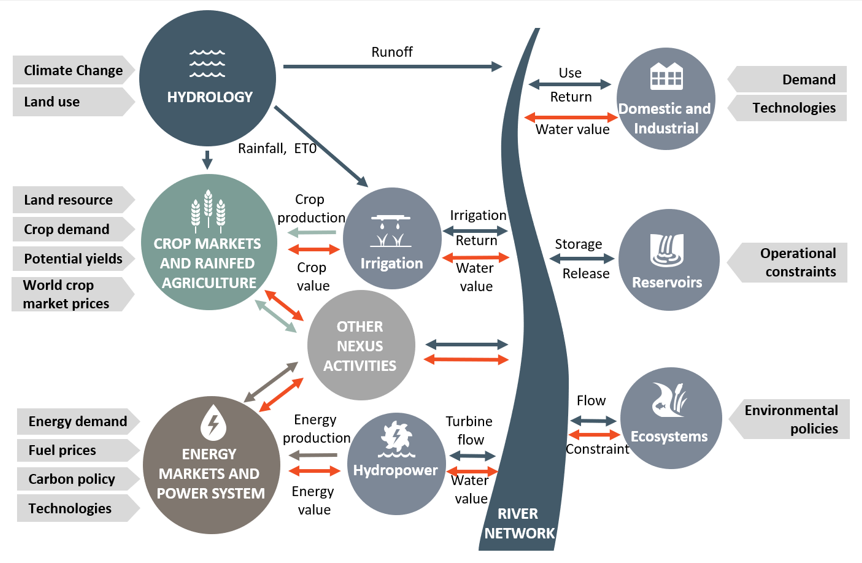 Climate Change
Land use
HYDROLOGY
Runoff
Rainfall, ET0
Use
Return
Water value
Domestic and
Industrial
Demand
Technologies
Land resource
Crop demand
Potential yields
World crop
market prices
CROP MARKETS
AND RAINFED
AGRICULTURE
Crop
production
Crop
value
Irrigation
Irrigation
Return
Water
value
Storage
Release
Reservoirs
Operational
constraints
OTHER
NEXUS
ACTIVITIES
Energy demand
Fuel prices
Carbon policy
Technologies
ENERGY
MARKETS AND
POWER SYSTEM
Energy
production
Energy
value
Hydropower
Turbine
flow
Water
value
RIVER
NETWORK
Flow
Constraint
Ecosystems
Environmental
policies